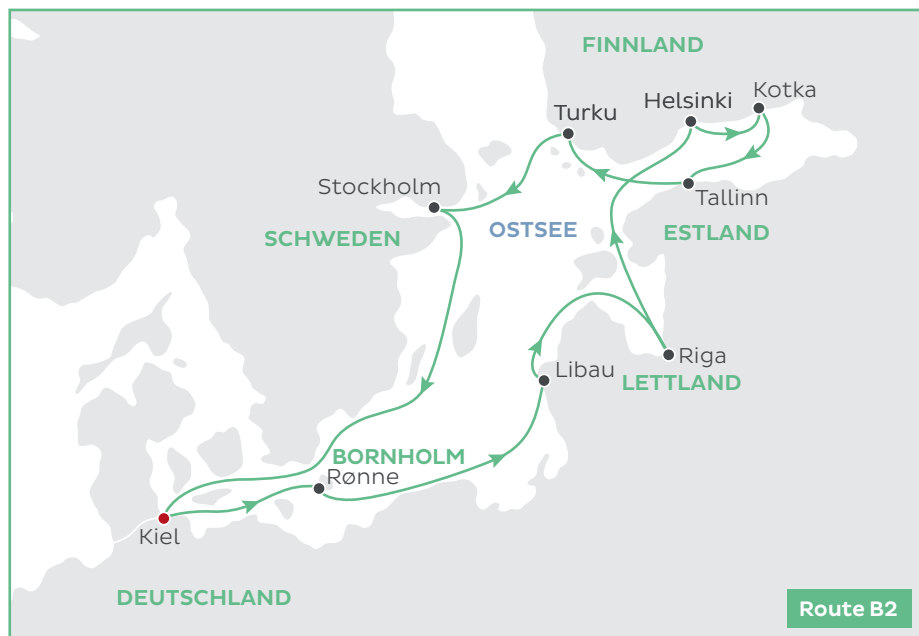 FINNLAND
Kotka
Helsinki
Turku
Stockholm
Tallinn
OSTSEE
ESTLAND
SCHWEDEN
Riga
Libau
LETTLAND
BORNHOLM
Rønne
Kiel
DEUTSCHLAND
Route B2